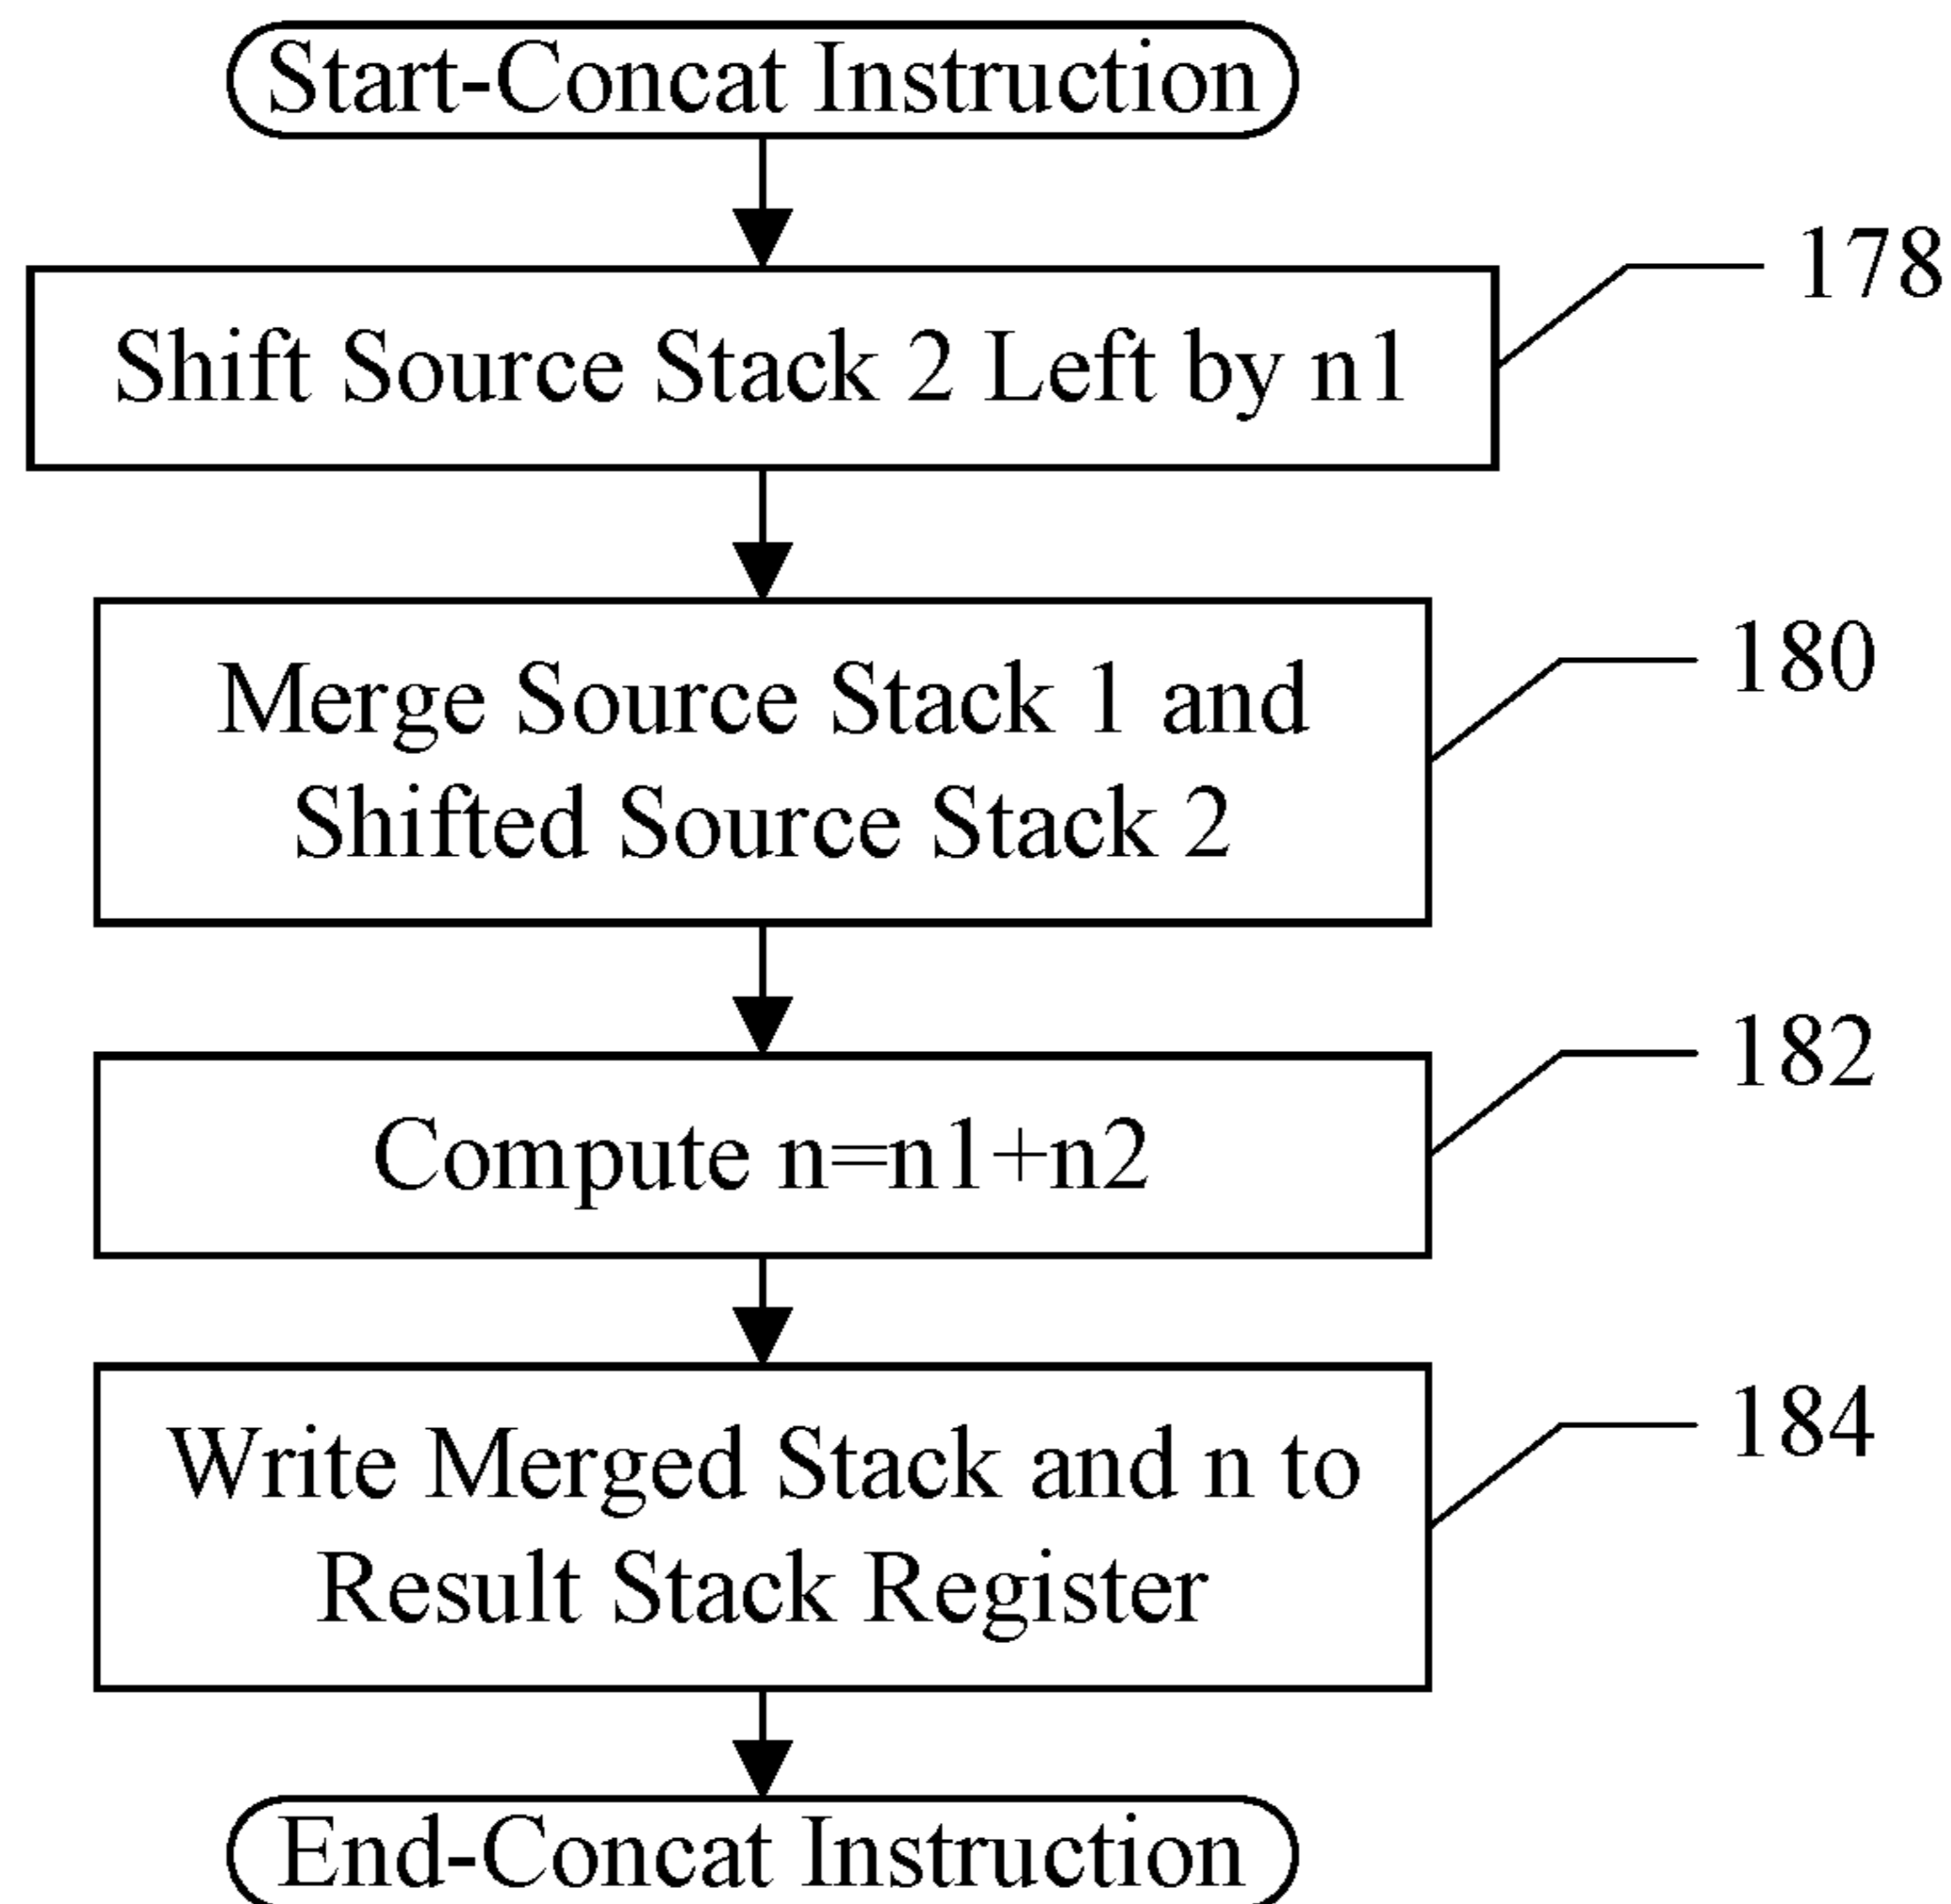 Start-Concat Instruction
178
Shift Source Stack 2 Left by n1
180
Merge Source Stack 1 and
Shifted Source Stack 2
182
Compute n=n1+n2
184
Write Merged Stack and n to
Result Stack Register
End-Concat Instruction